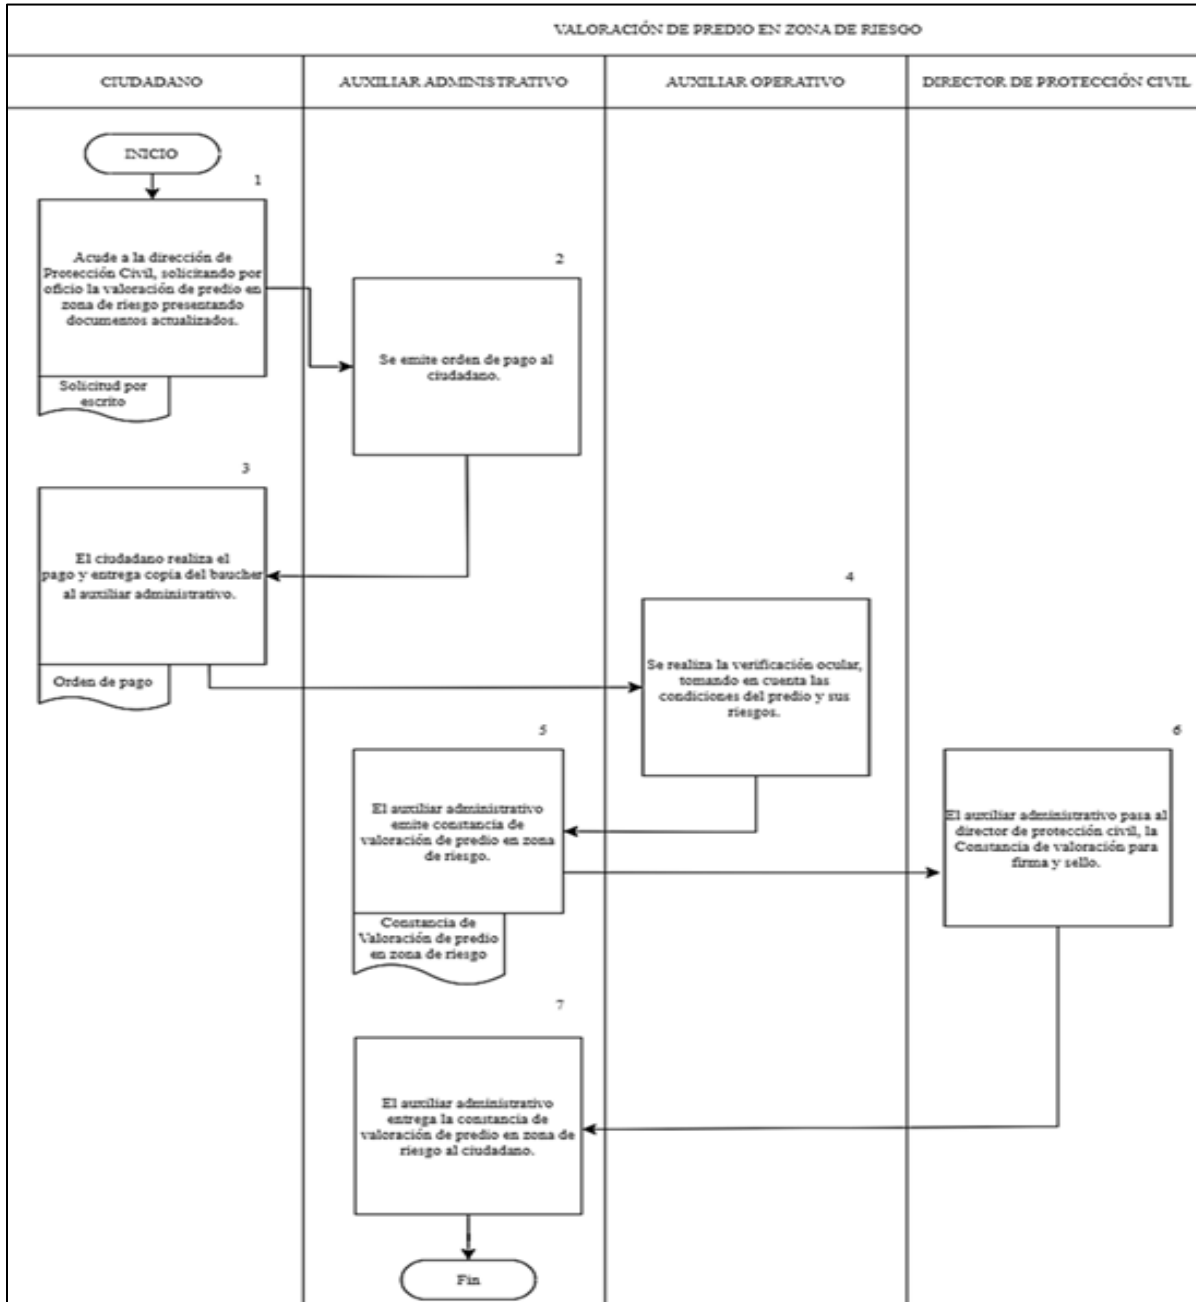 VALORACIÓN DE PREDIO EN ZONA DE RIESGO
CIUDADANO
AUXILIAR ADMINISTRATIVO
AUXILIAR OPERATIVO
DIRECTOR DE PROTECCIÓN CIVIL
INICIO
1
Acude a la dirección de
Protección Civil, solicitando por
oficio la valoración de predio en
zona de riesgo presentando
documentos actualizados.
Solicitud por
escrito
2
Se emite orden de pago al
ciudadano.
3
El ciudadano realiza el
pago y entrega copia del baucher
al auxiliar administrativo.
Orden de pago
4
Se realiza la verificación ocular,
tomando en cuenta las
condiciones del predio y sus
riesgos.
5
El auxiliar administrativo
emite constancia de
valoración de predio en zona
de riesgo.
Constancia de
Valoración de predio
en zona de riesgo
6
El auxiliar administrativo pasa al
director de protección civil, la
Constancia de valoración para
firma y sello.
7
El auxiliar administrativo
entrega la constancia de
valoración de predio en zona de
riesgo al ciudadano.
Fin